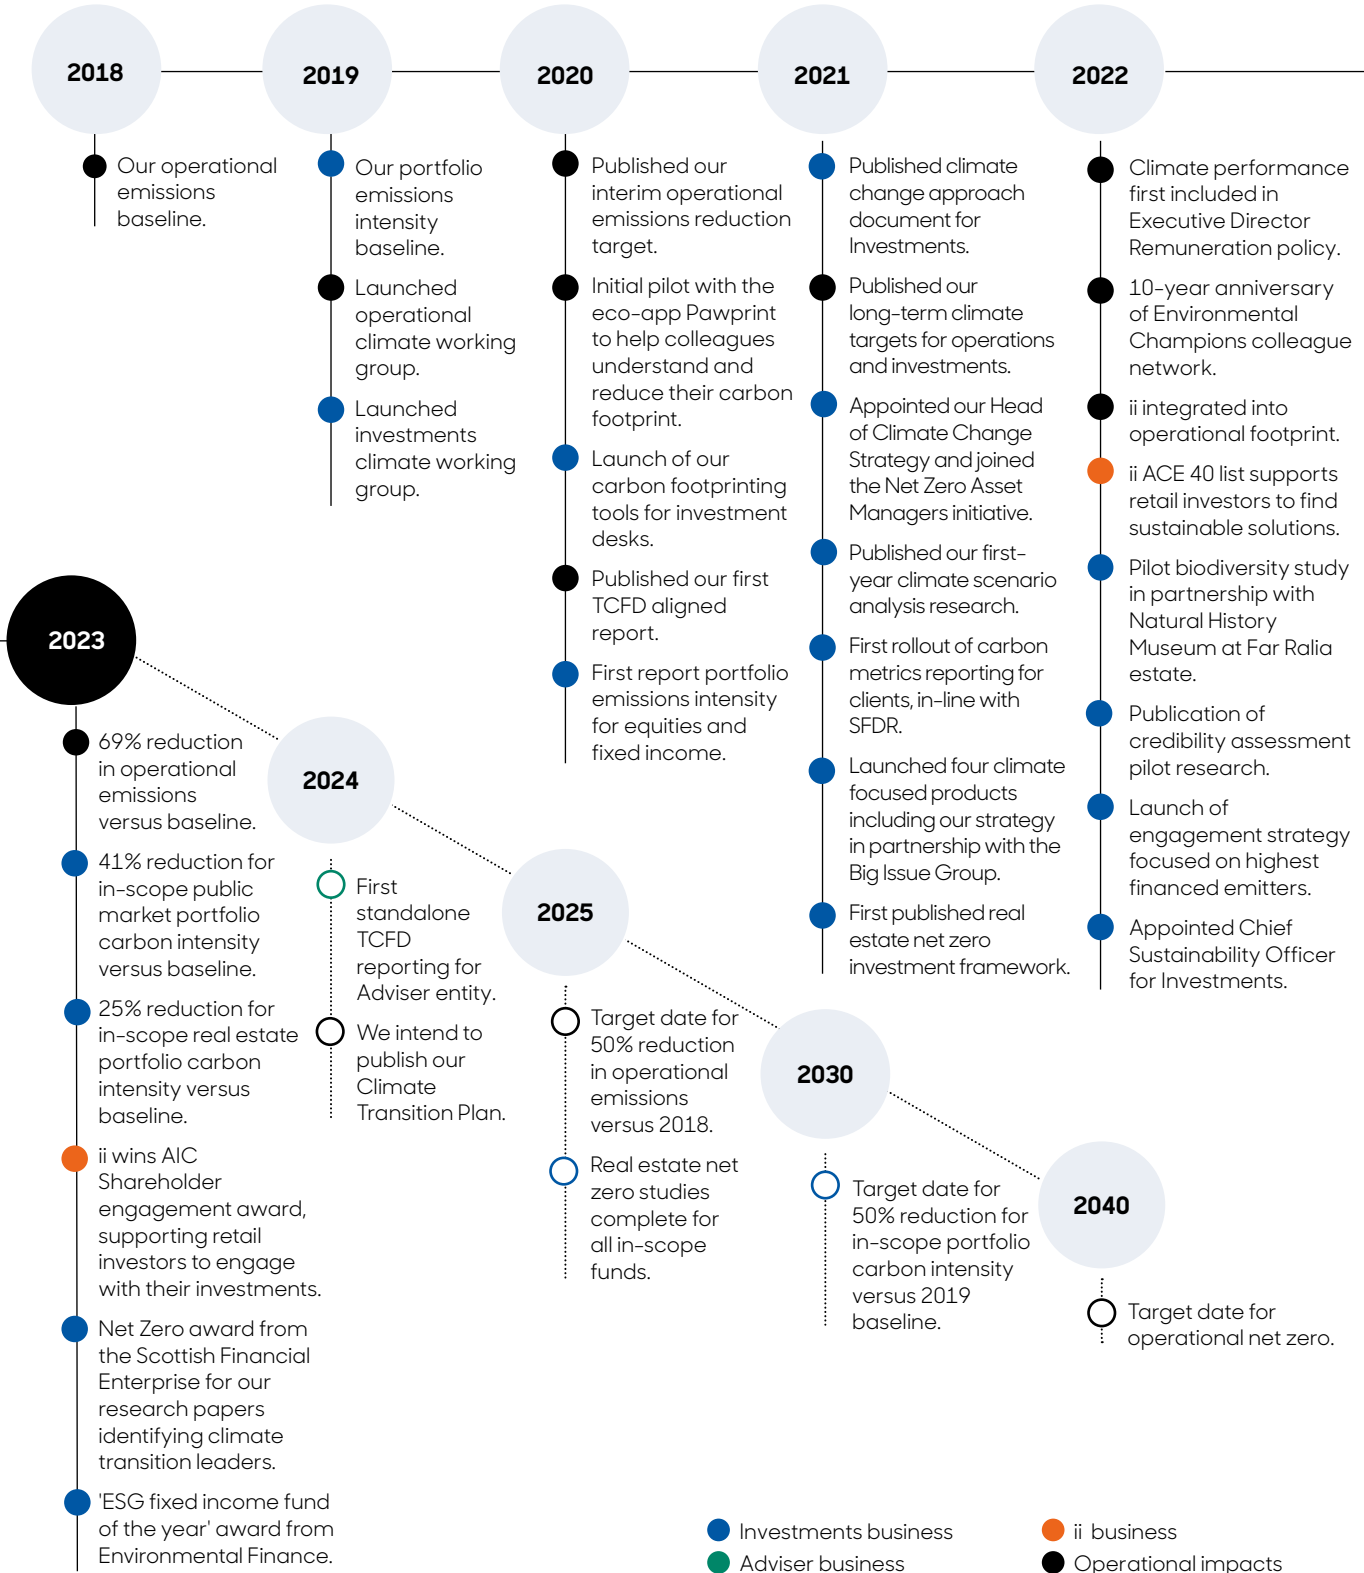 2018
Our operational
emissions
baseline.
2019
Our portfolio
emissions
intensity
baseline.
Launched
operational
climate working
group.
Launched
investments
climate working
group.
2020
Published our
interim operational
emissions reduction
target.
Initial pilot with the
eco-app Pawprint
to help colleagues
understand and
reduce their carbon
footprint.
Launch of our
carbon footprinting
tools for investment
desks.
Published our first
TCFD aligned
report.
First report portfolio
emissions intensity
for equities and
fixed income.
2021
Published climate
change approach
document for
Investments.
Published our
long-term climate
targets for operations
and investments.
Appointed our Head
of Climate Change
Strategy and joined
the Net Zero Asset
Managers initiative.
Published our first-
year climate scenario
analysis research.
First rollout of carbon
metrics reporting for
clients, in-line with
SFDR.
Launched four climate
focused products
including our strategy
in partnership with the
Big Issue Group.
First published real
estate net zero
investment framework.
2022
Climate performance
first included in
Executive Director
Remuneration policy.
10-year anniversary
of Environmental
Champions colleague
network.
ii integrated into
operational footprint.
ii ACE 40 list supports
retail investors to find
sustainable solutions.
Pilot biodiversity study
in partnership with
Natural History
Museum at Far Ralia
estate.
Publication of
credibility assessment
pilot research.
Launch of
engagement strategy
focused on highest
financed emitters.
Appointed Chief
Sustainability Officer
for Investments.
2023
69% reduction
in operational
emissions
versus baseline.
41% reduction for
in-scope public
market portfolio
carbon intensity
versus baseline.
25% reduction for
in-scope real estate
portfolio carbon
intensity versus
baseline.
ii wins AIC
Shareholder
engagement award,
supporting retail
investors to engage
with their investments.
Net Zero award from
the Scottish Financial
Enterprise for our
research papers
identifying climate
transition leaders.
'ESG fixed income fund
of the year' award from
Environmental Finance.
2024
First
standalone
TCFD
reporting for
Adviser entity.
We intend to
publish our
Climate
Transition Plan.
2025
Target date for
50% reduction
in operational
emissions
versus 2018.
Real estate net
zero studies
complete for
all in-scope
funds.
2030
Target date for
50% reduction for
in-scope portfolio
carbon intensity
versus 2019
baseline.
2040
Target date for
operational net zero.
Investments business
Adviser business
ii business
Operational impacts